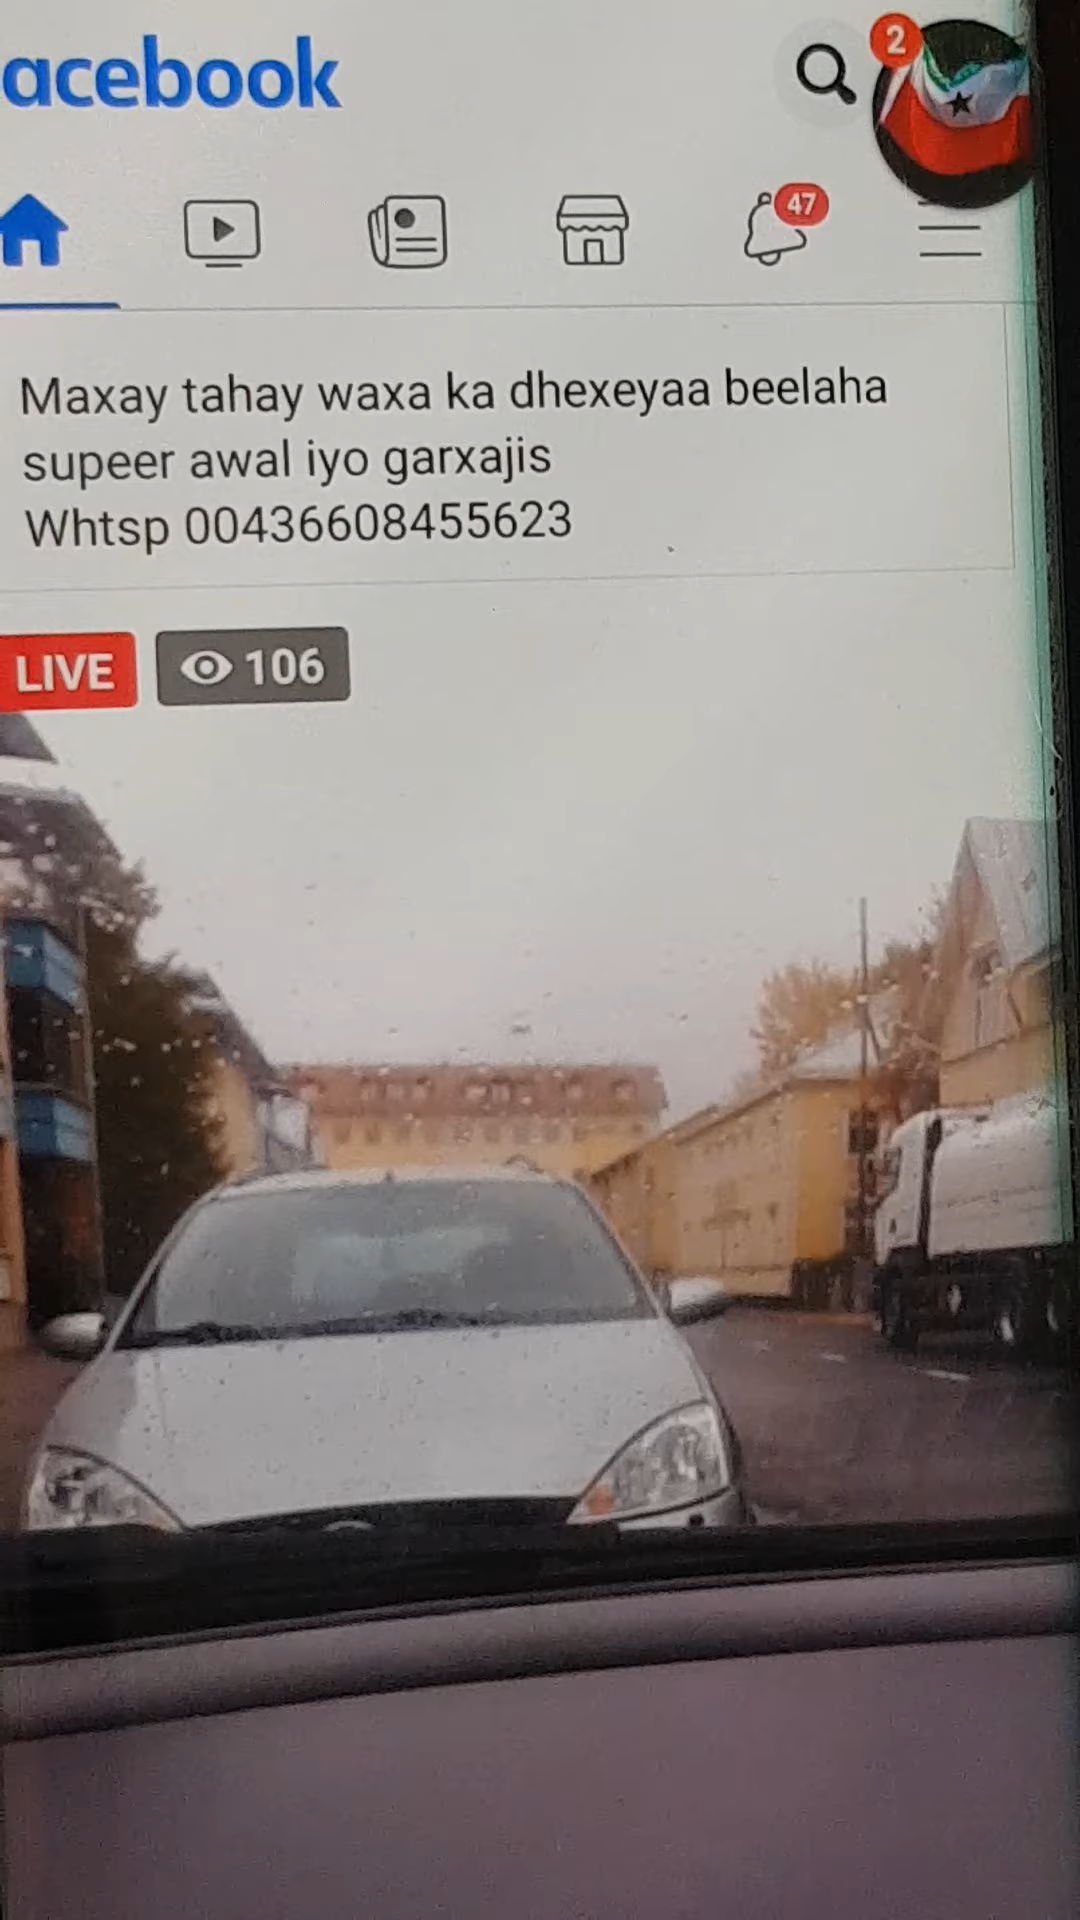 acebook
2
47
Maxay tahay waxa ka dhexeyaa beelaha
supeer awal iyo garxajis
Whtsp 00436608455623
LIVE
106